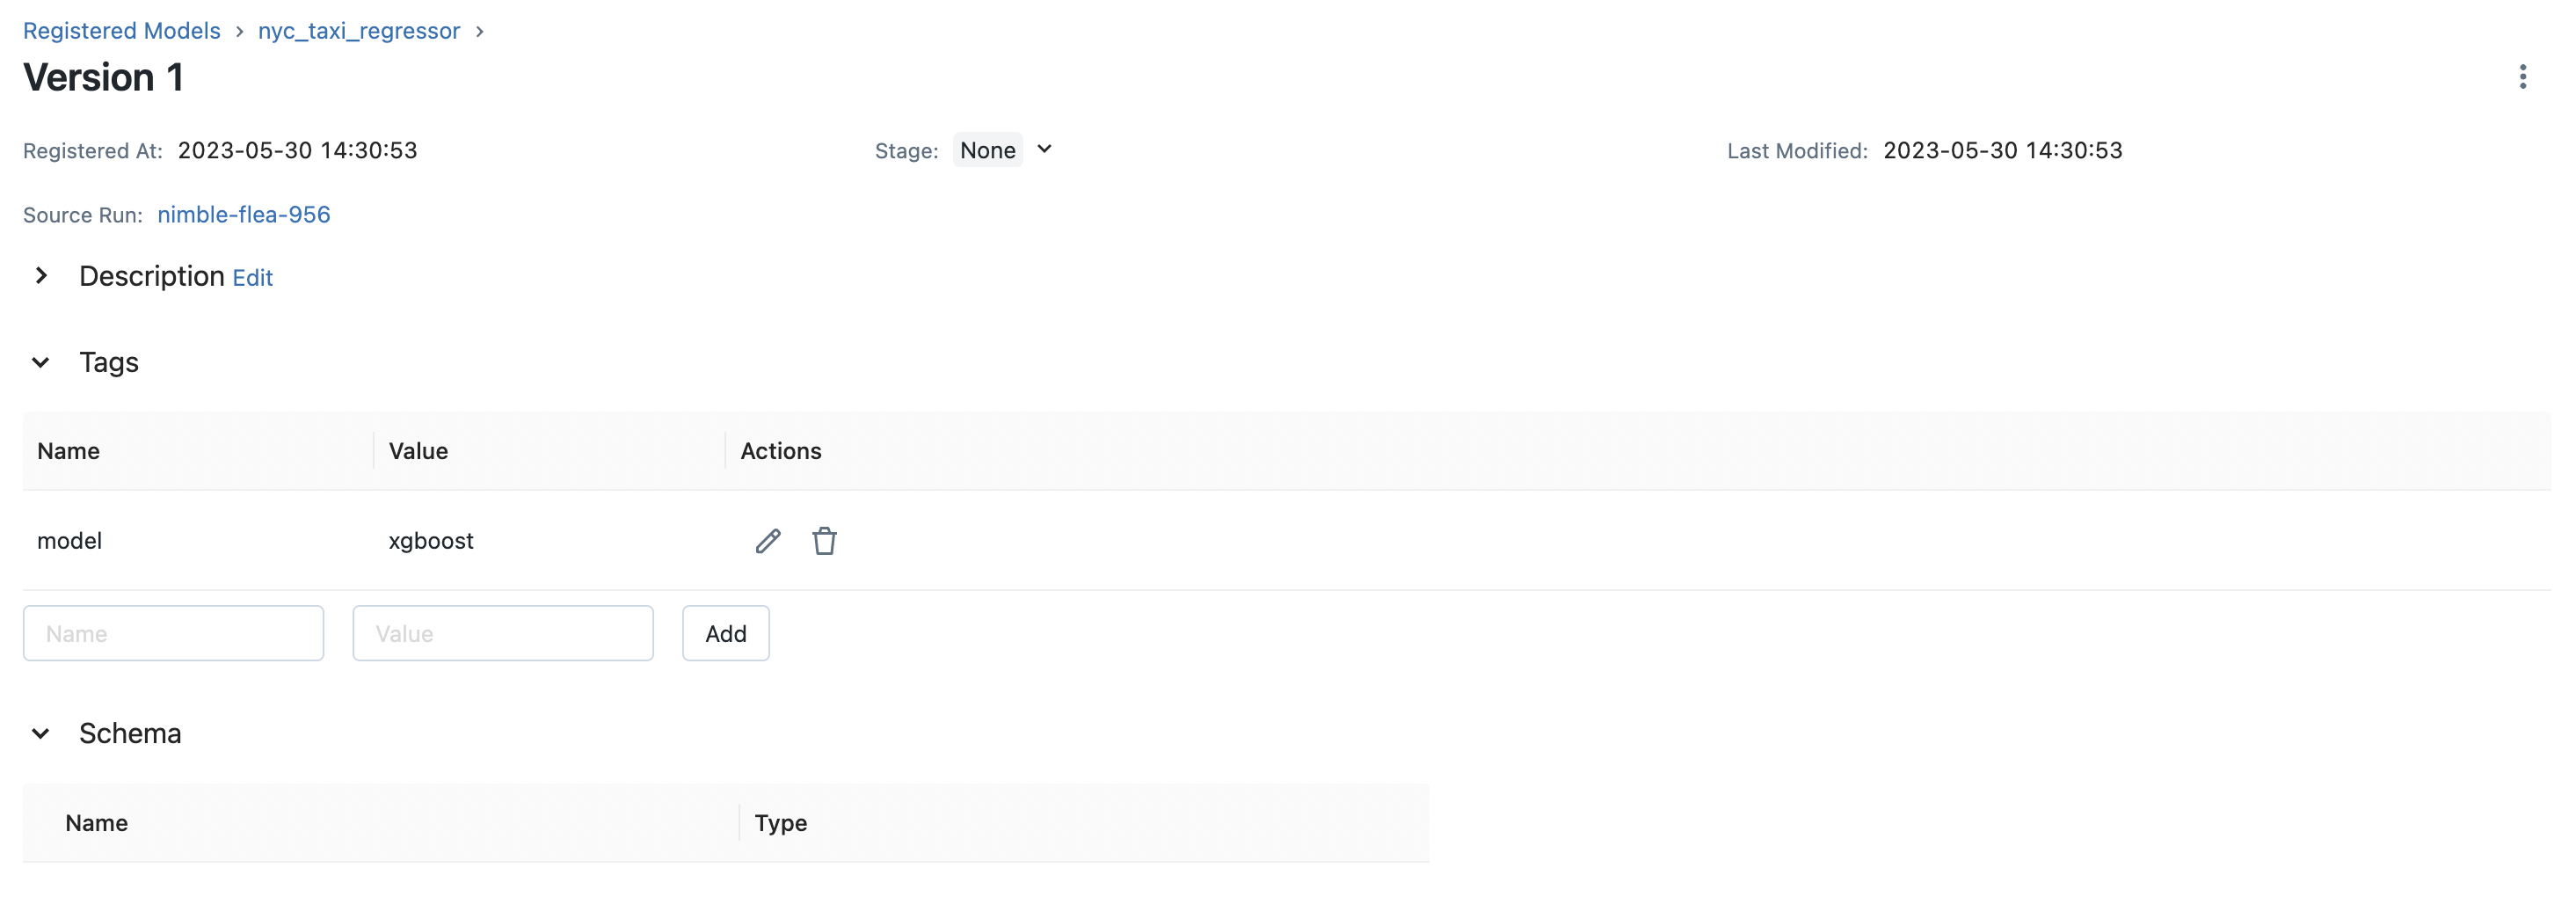 Registered Models > nyc_taxi_regressor >
Version 1
Registered At: 2023-05-30 14:30:53 Stage: None Last Modified: 2023-05-30 14:30:53
Source Run: nimble-flea-956
Description Edit
Tags
Name Value Actions
model xgboost
Name Value Add
Schema
Name Type